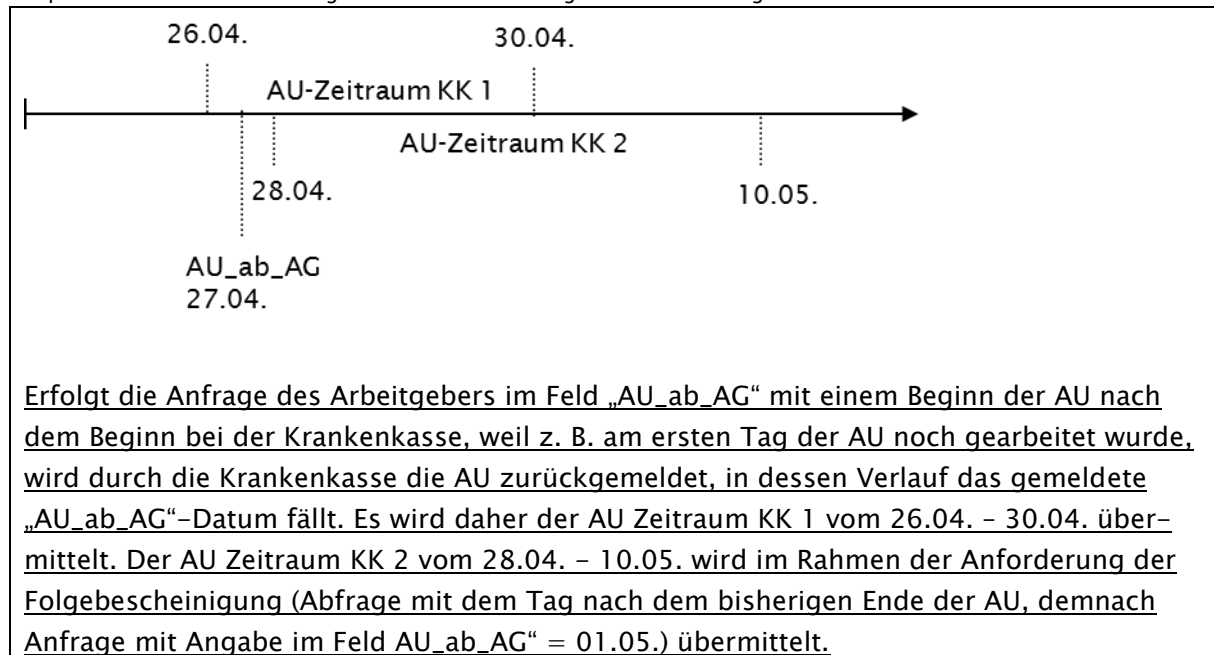 26.04.
30.04.
AU-Zeitraum KK 1
AU-Zeitraum KK 2
28.04.
10.05.
AU_ab_AG
27.04.
Erfolgt die Anfrage des Arbeitgebers im Feld „AU_ab_AG“ mit einem Beginn der AU nach
dem Beginn bei der Krankenkasse, weil z. B. am ersten Tag der AU noch gearbeitet wurde,
wird durch die Krankenkasse die AU zurückgemeldet, in dessen Verlauf das gemeldete
„AU_ab_AG“-Datum fällt. Es wird daher der AU Zeitraum KK 1 vom 26.04. – 30.04. über-
mittelt. Der AU Zeitraum KK 2 vom 28.04. – 10.05. wird im Rahmen der Anforderung der
Folgebescheinigung (Abfrage mit dem Tag nach dem bisherigen Ende der AU, demnach
Anfrage mit Angabe im Feld AU_ab_AG“ = 01.05.) übermittelt.